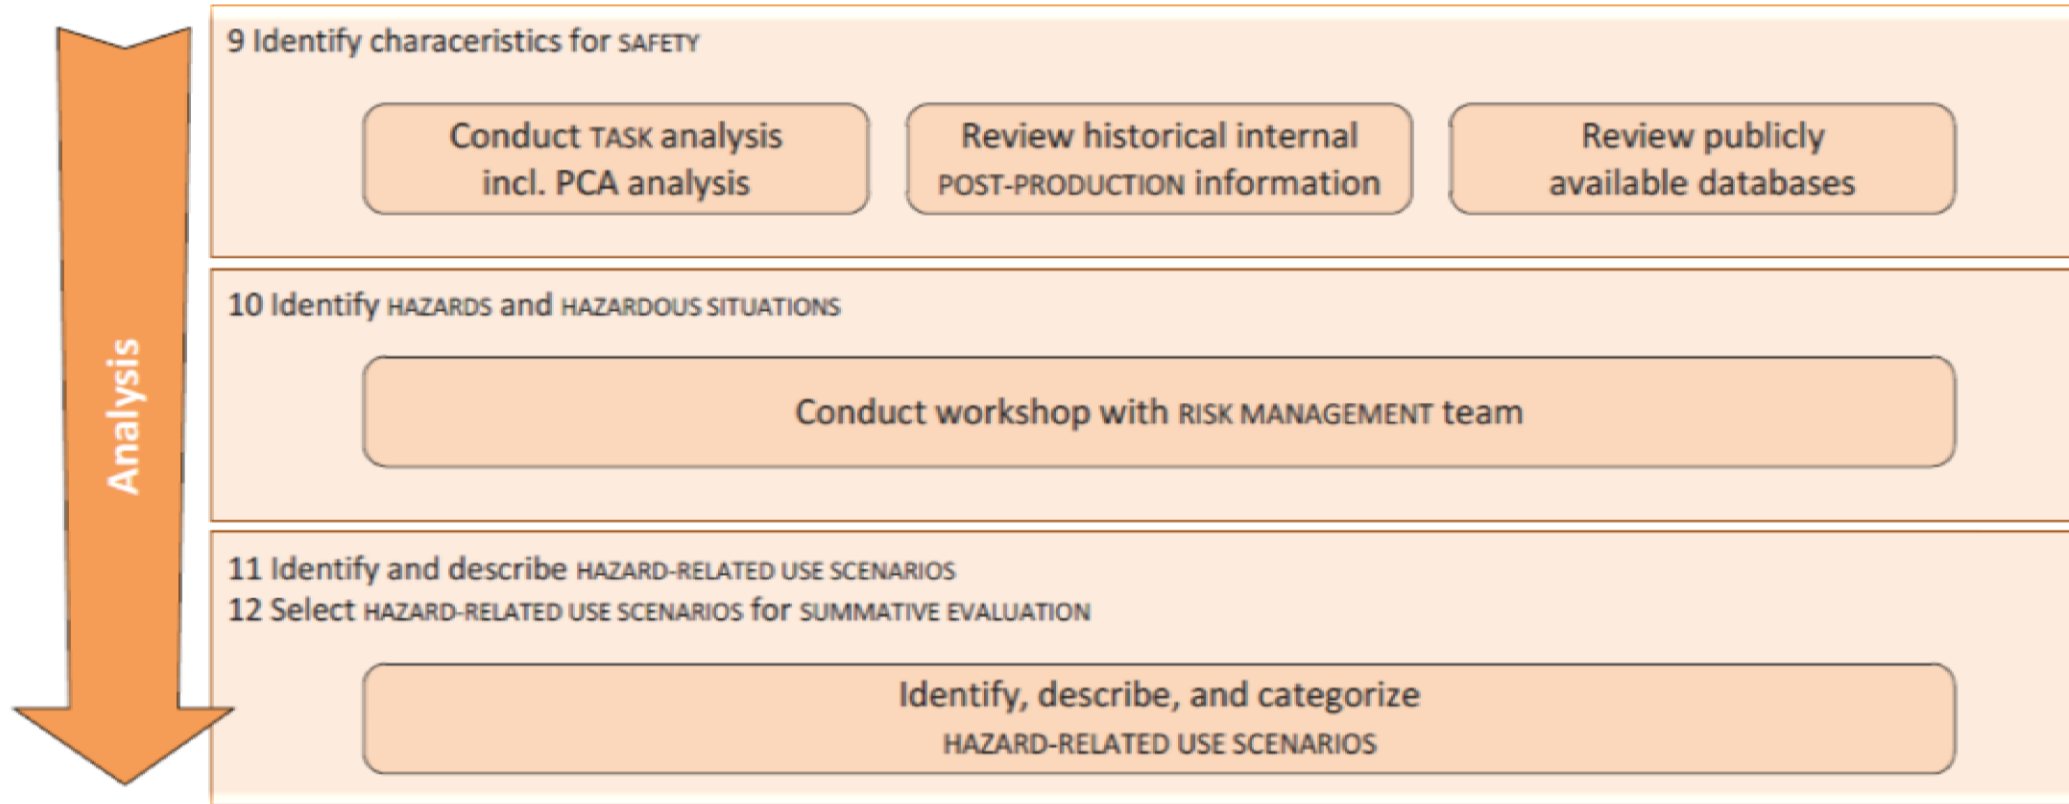 9 Identify characeristics for SAFETY
Conduct TASK analysis
incl. PCA analysis
Review historical internal
POST-PRODUCTION information
Review publicly
available databases
Analysis
10 Identify HAZARDS and HAZARDOUS SITUATIONS
Conduct workshop with RISK MANAGEMENT team
11 Identify and describe HAZARD-RELATED USE SCENARIOS
12 Select HAZARD-RELATED USE SCENARIOS for SUMMATIVE EVALUATION
Identify, describe, and categorize
HAZARD-RELATED USE SCENARIOS